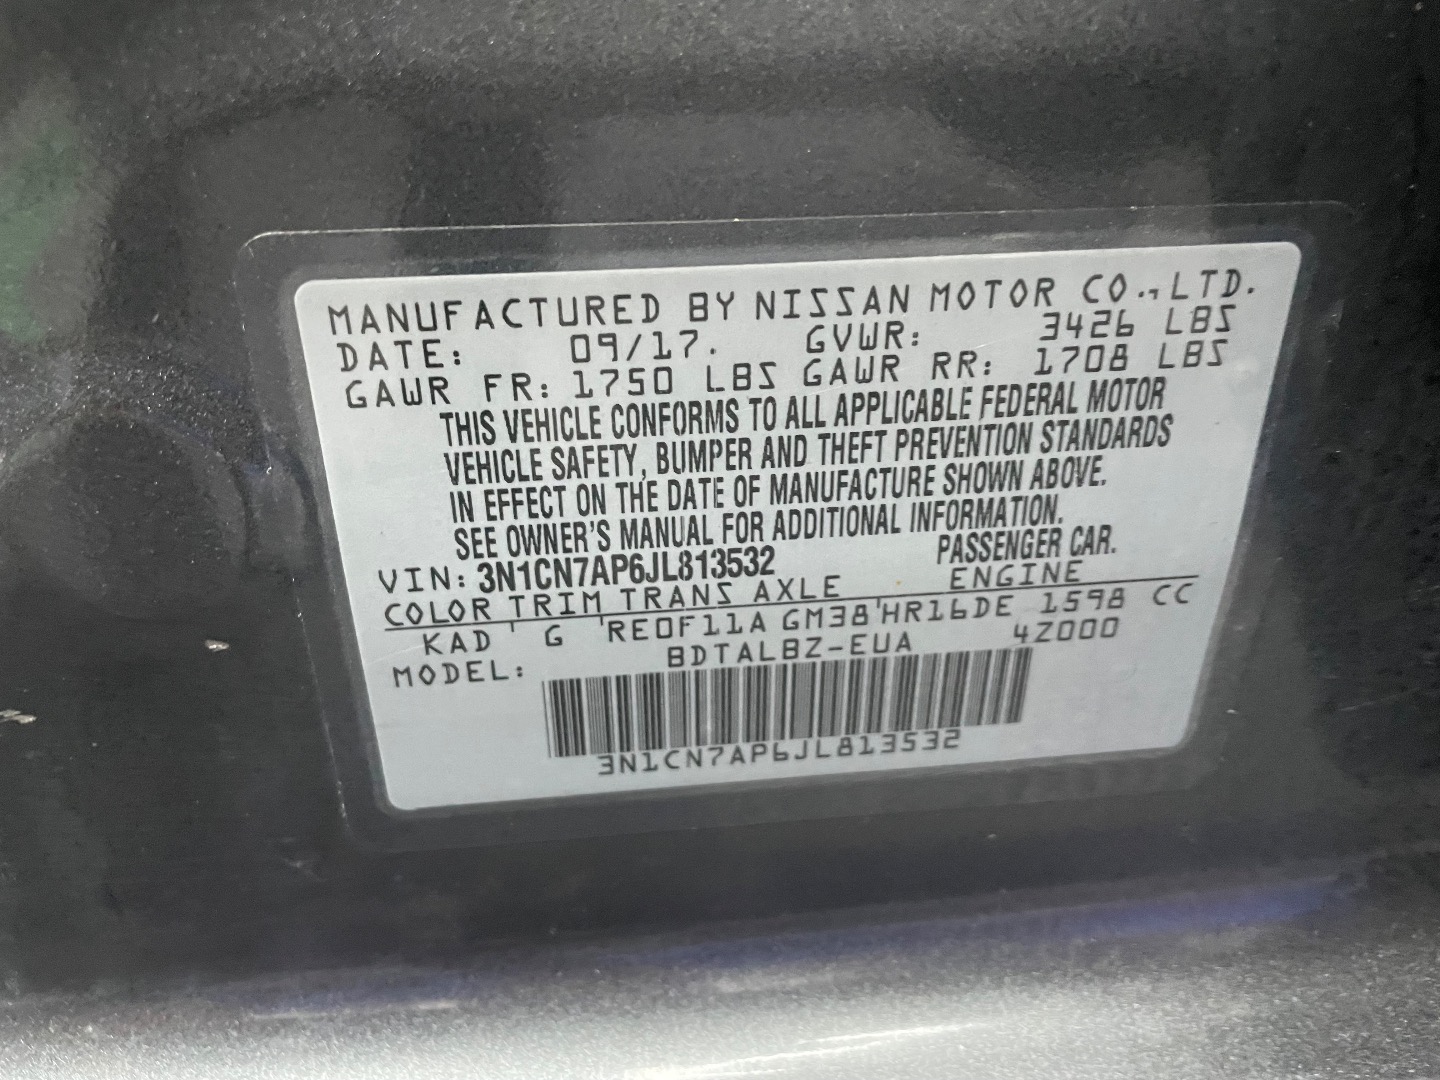 MANUFACTURED BY NISSAN MOTOR CO., LTD.
DATE: 09/17. GVWR: 3426 LBS
GAWR FR: 1750 LBS GAWR RR: 1708 LBS
THIS VEHICLE CONFORMS TO ALL APPLICABLE FEDERAL MOTOR
VEHICLE SAFETY, BUMPER AND THEFT PREVENTION STANDARDS
IN EFFECT ON THE DATE OF MANUFACTURE SHOWN ABOVE.
SEE OWNER'S MANUAL FOR ADDITIONAL INFORMATION.
VIN: 3N1CN7AP6JL813532 PASSENGER CAR.
COLOR TRIM TRANS AXLE ENGINE
KAD ' G 'RE0F11A GM38'HR16DE 1598 CC
MODEL: BDTALBZ-EUA 4Z000
3N1CN7AP6JL813532